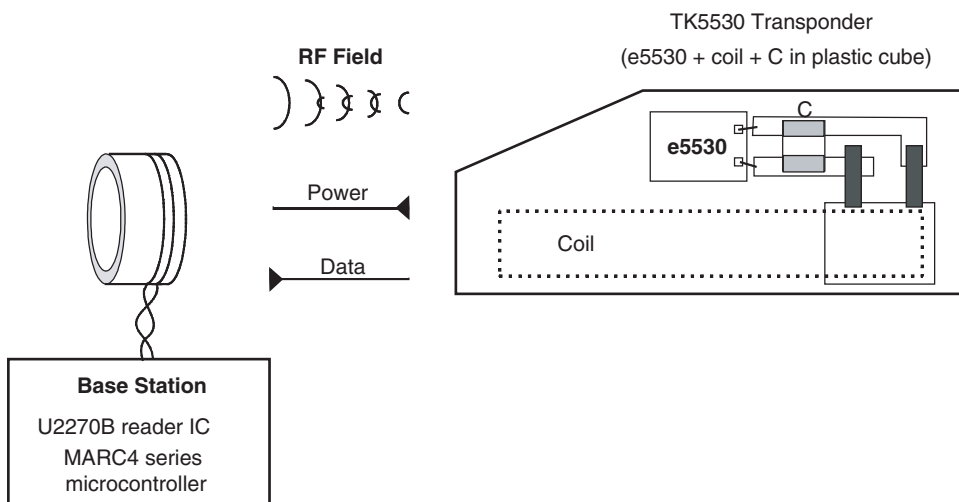 TK5530 Transponder
(e5530 + coil + C in plastic cube)
RF Field
C
e5530
Power
Coil
Data
Base Station
U2270B reader IC
MARC4 series
microcontroller